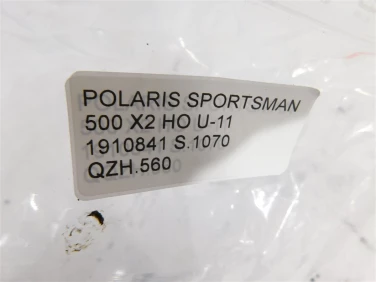 POLARIS SPORTSMAN
500 X2 HO U-11
1910841 S.1070
QZH.560